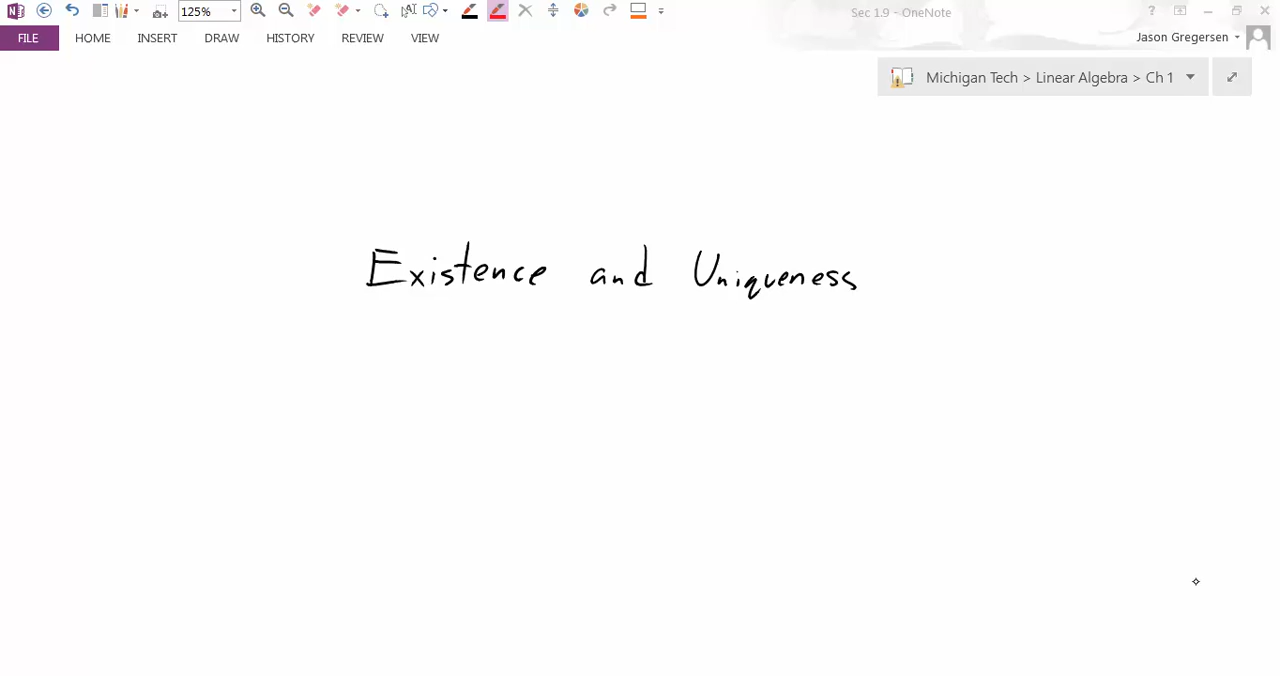 125%
Sec 1.9 - OneNote
?
FILE HOME INSERT DRAW HISTORY REVIEW VIEW
Jason Gregersen
Michigan Tech > Linear Algebra > Ch 1
Existence and Uniqueness